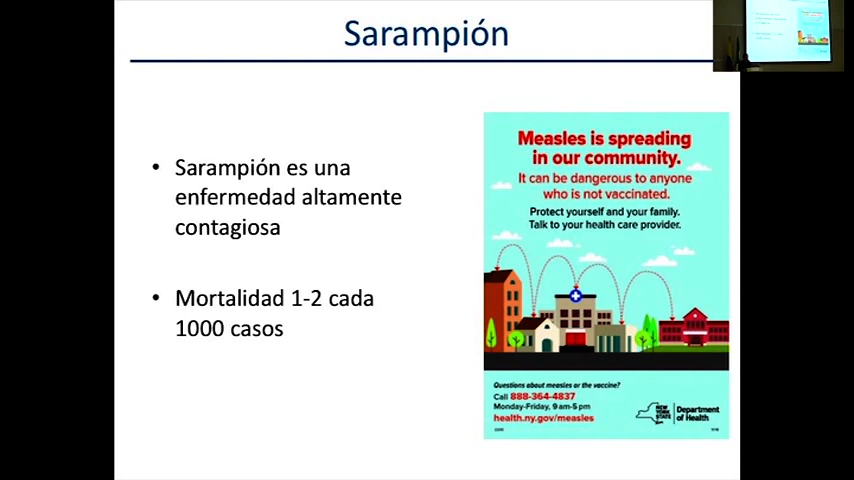 Sarampión
• Sarampión es una
enfermedad altamente
contagiosa
• Mortalidad 1-2 cada
1000 casos
Measles is spreading
in our community.
It can be dangerous to anyone
who is not vaccinated.
Protect yourself and your family.
Talk to your health care provider.
Questions about measles or the vaccine?
Call 888-364-4837
Monday-Friday, 9 am-5 pm
health.ny.gov/measles
NEW
YORK
STATE
Department
of Health